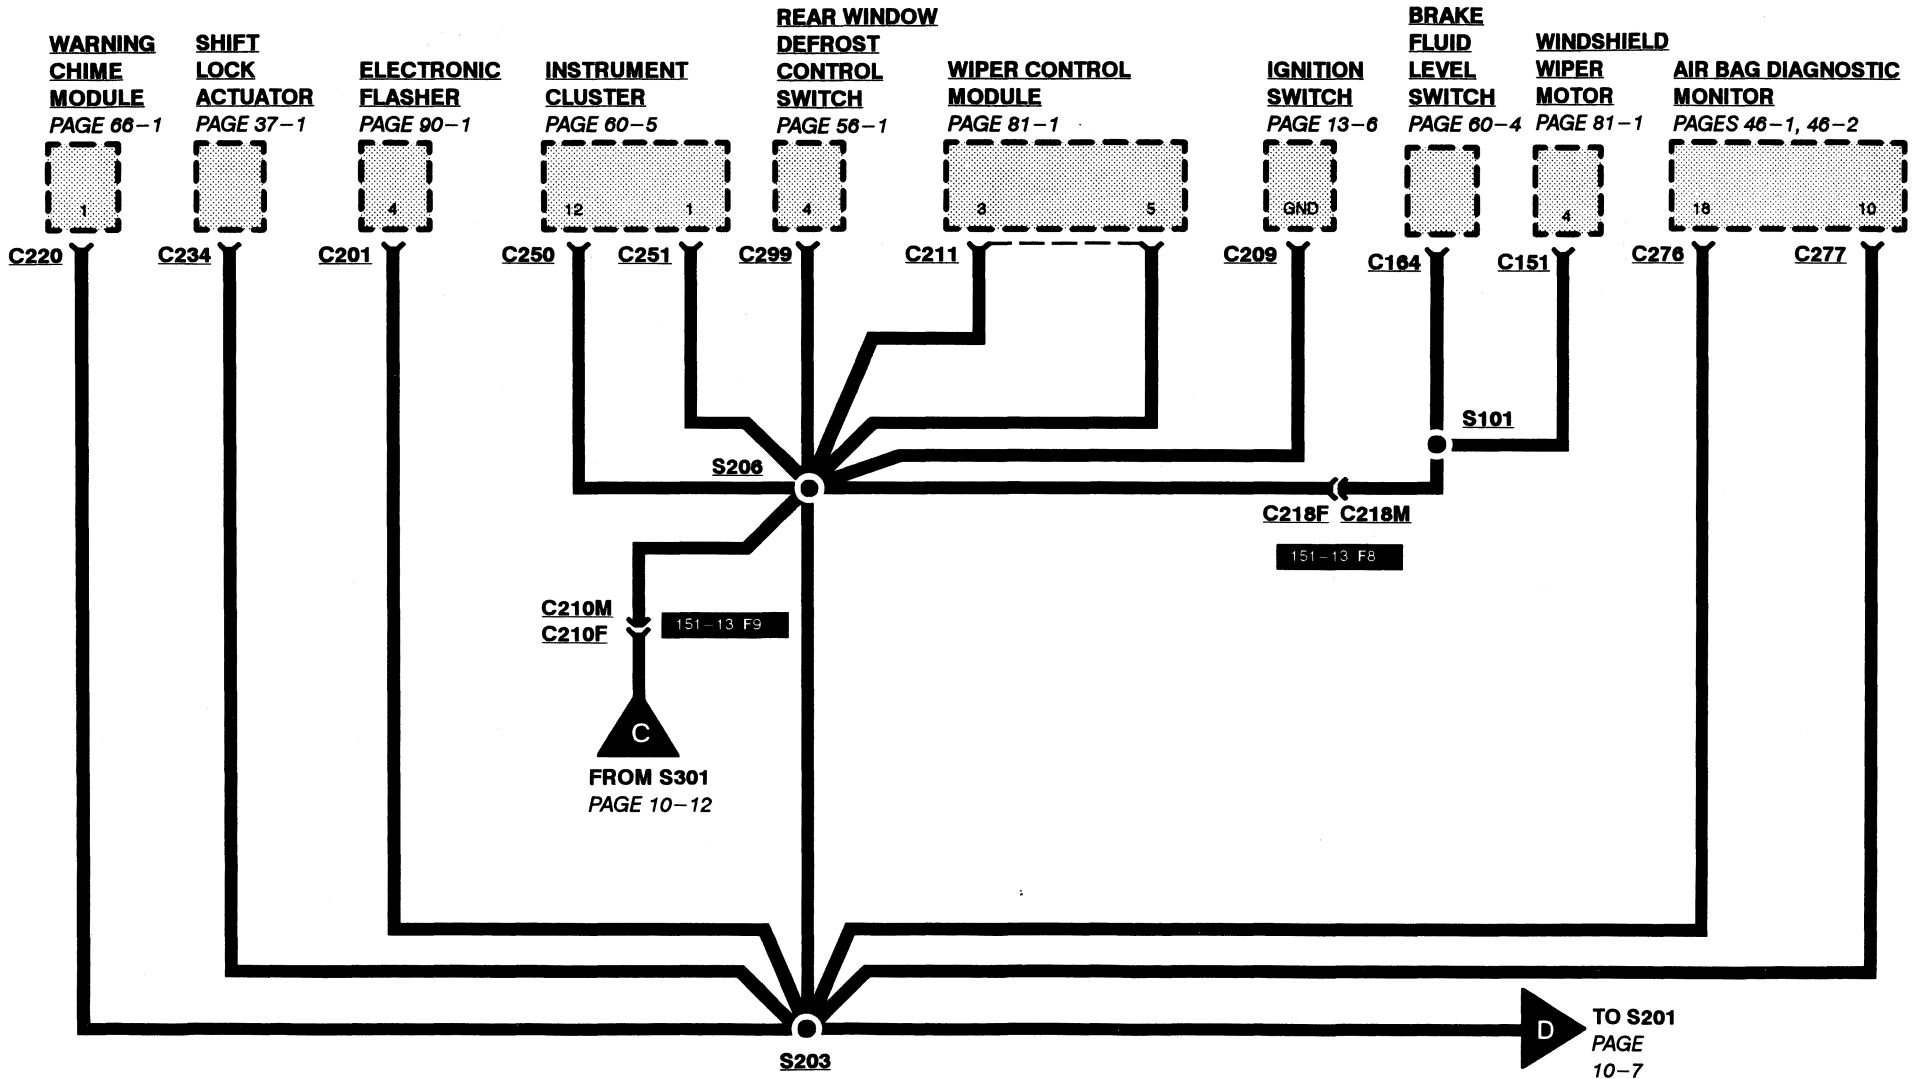 WARNING
CHIME
MODULE
PAGE 66-1
SHIFT
LOCK
ACTUATOR
PAGE 37-1
ELECTRONIC
FLASHER
PAGE 90-1
INSTRUMENT
CLUSTER
PAGE 60-5
REAR WINDOW
DEFROST
CONTROL
SWITCH
PAGE 56-1
WIPER CONTROL
MODULE
PAGE 81-1
IGNITION
SWITCH
PAGE 13-6
BRAKE
FLUID
LEVEL
SWITCH
PAGE 60-4
WINDSHIELD
WIPER
MOTOR
PAGE 81-1
AIR BAG DIAGNOSTIC
MONITOR
PAGES 46-1, 46-2
1
4
12
1
4
3
5
GND
4
18
10
C220
C234
C201
C250
C251
C299
C211
C209
C164
C151
C276
C277
S101
S206
C218F C218M
151-13 F8
C210M
C210F
151-13 F9
C
FROM S301
PAGE 10-12
S203
D
TO S201
PAGE
10-7